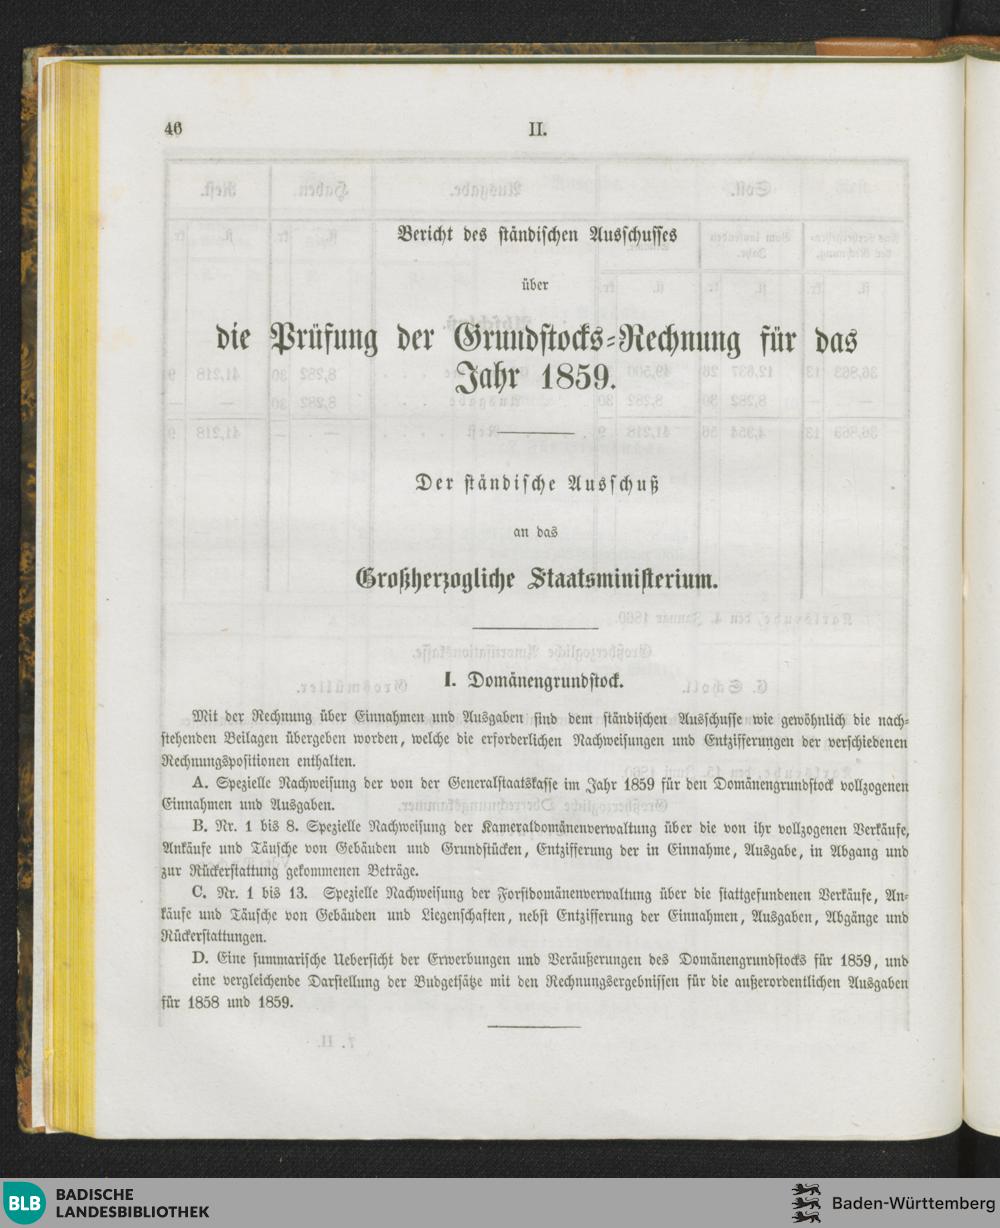 46
II.
Bericht des ständischen Ausschusses
über
die Prüfung der Grundstocks-Rechnung für das
Jahr 1859.
Der ständische Ausschuß
an das
Großherzogliche Staatsministerium.
I. Domänengrundstock.
Mit der Rechnung über Einnahmen und Ausgaben sind dem ständischen Ausschusse wie gewöhnlich die nach-
stehenden Beilagen übergeben worden, welche die erforderlichen Nachweisungen und Entzifferungen der verschiedenen
Rechnungspositionen enthalten.
A. Spezielle Nachweisung der von der Generalstaatskasse im Jahr 1859 für den Domänengrundstock vollzogenen
Einnahmen und Ausgaben.
B. Nr. 1 bis 8. Spezielle Nachweisung der Kameraldomänenverwaltung über die von ihr vollzogenen Verkäufe,
Ankäufe und Täusche von Gebäuden und Grundstücken, Entzifferung der in Einnahme, Ausgabe, in Abgang und
zur Rückerstattung gekommenen Beträge.
C. Nr. 1 bis 13. Spezielle Nachweisung der Forstdomänenverwaltung über die stattgefundenen Verkäufe, An-
käufe und Täusche von Gebäuden und Liegenschaften, nebst Entzifferung der Einnahmen, Ausgaben, Abgänge und
Rückerstattungen.
D. Eine summarische Uebersicht der Erwerbungen und Veräußerungen des Domänengrundstocks für 1859, und
eine vergleichende Darstellung der Budgetsätze mit den Rechnungsergebnissen für die außerordentlichen Ausgaben
für 1858 und 1859.
BLB BADISCHE
LANDESBIBLIOTHEK
Baden-Württemberg